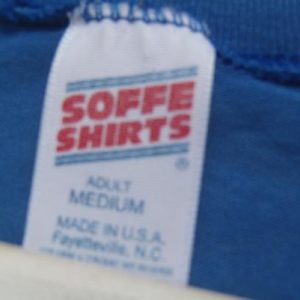 SOFFE
SHIRTS
®
ADULT
MEDIUM
MADE IN U.S.A.
Fayetteville, N.C.